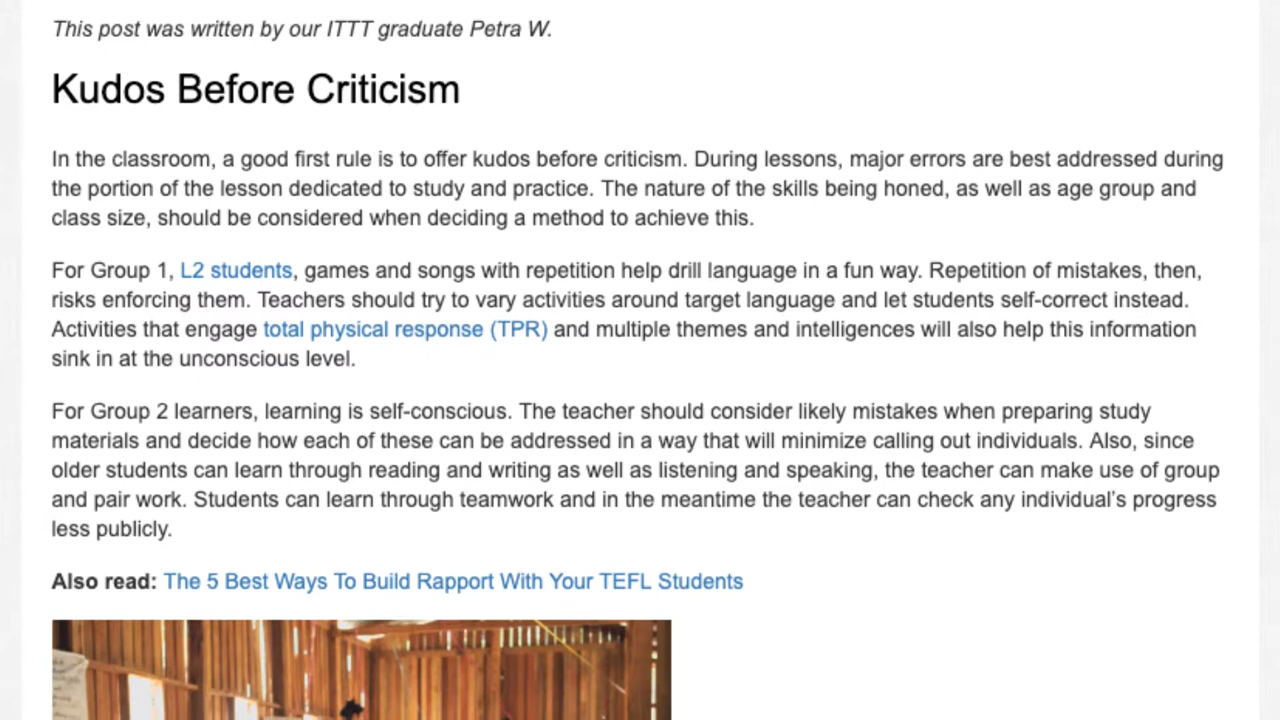 This post was written by our ITTT graduate Petra W.
Kudos Before Criticism
In the classroom, a good first rule is to offer kudos before criticism. During lessons, major errors are best addressed during
the portion of the lesson dedicated to study and practice. The nature of the skills being honed, as well as age group and
class size, should be considered when deciding a method to achieve this.
For Group 1, L2 students, games and songs with repetition help drill language in a fun way. Repetition of mistakes, then,
risks enforcing them. Teachers should try to vary activities around target language and let students self-correct instead.
Activities that engage total physical response (TPR) and multiple themes and intelligences will also help this information
sink in at the unconscious level.
For Group 2 learners, learning is self-conscious. The teacher should consider likely mistakes when preparing study
materials and decide how each of these can be addressed in a way that will minimize calling out individuals. Also, since
older students can learn through reading and writing as well as listening and speaking, the teacher can make use of group
and pair work. Students can learn through teamwork and in the meantime the teacher can check any individual’s progress
less publicly.
Also read: The 5 Best Ways To Build Rapport With Your TEFL Students